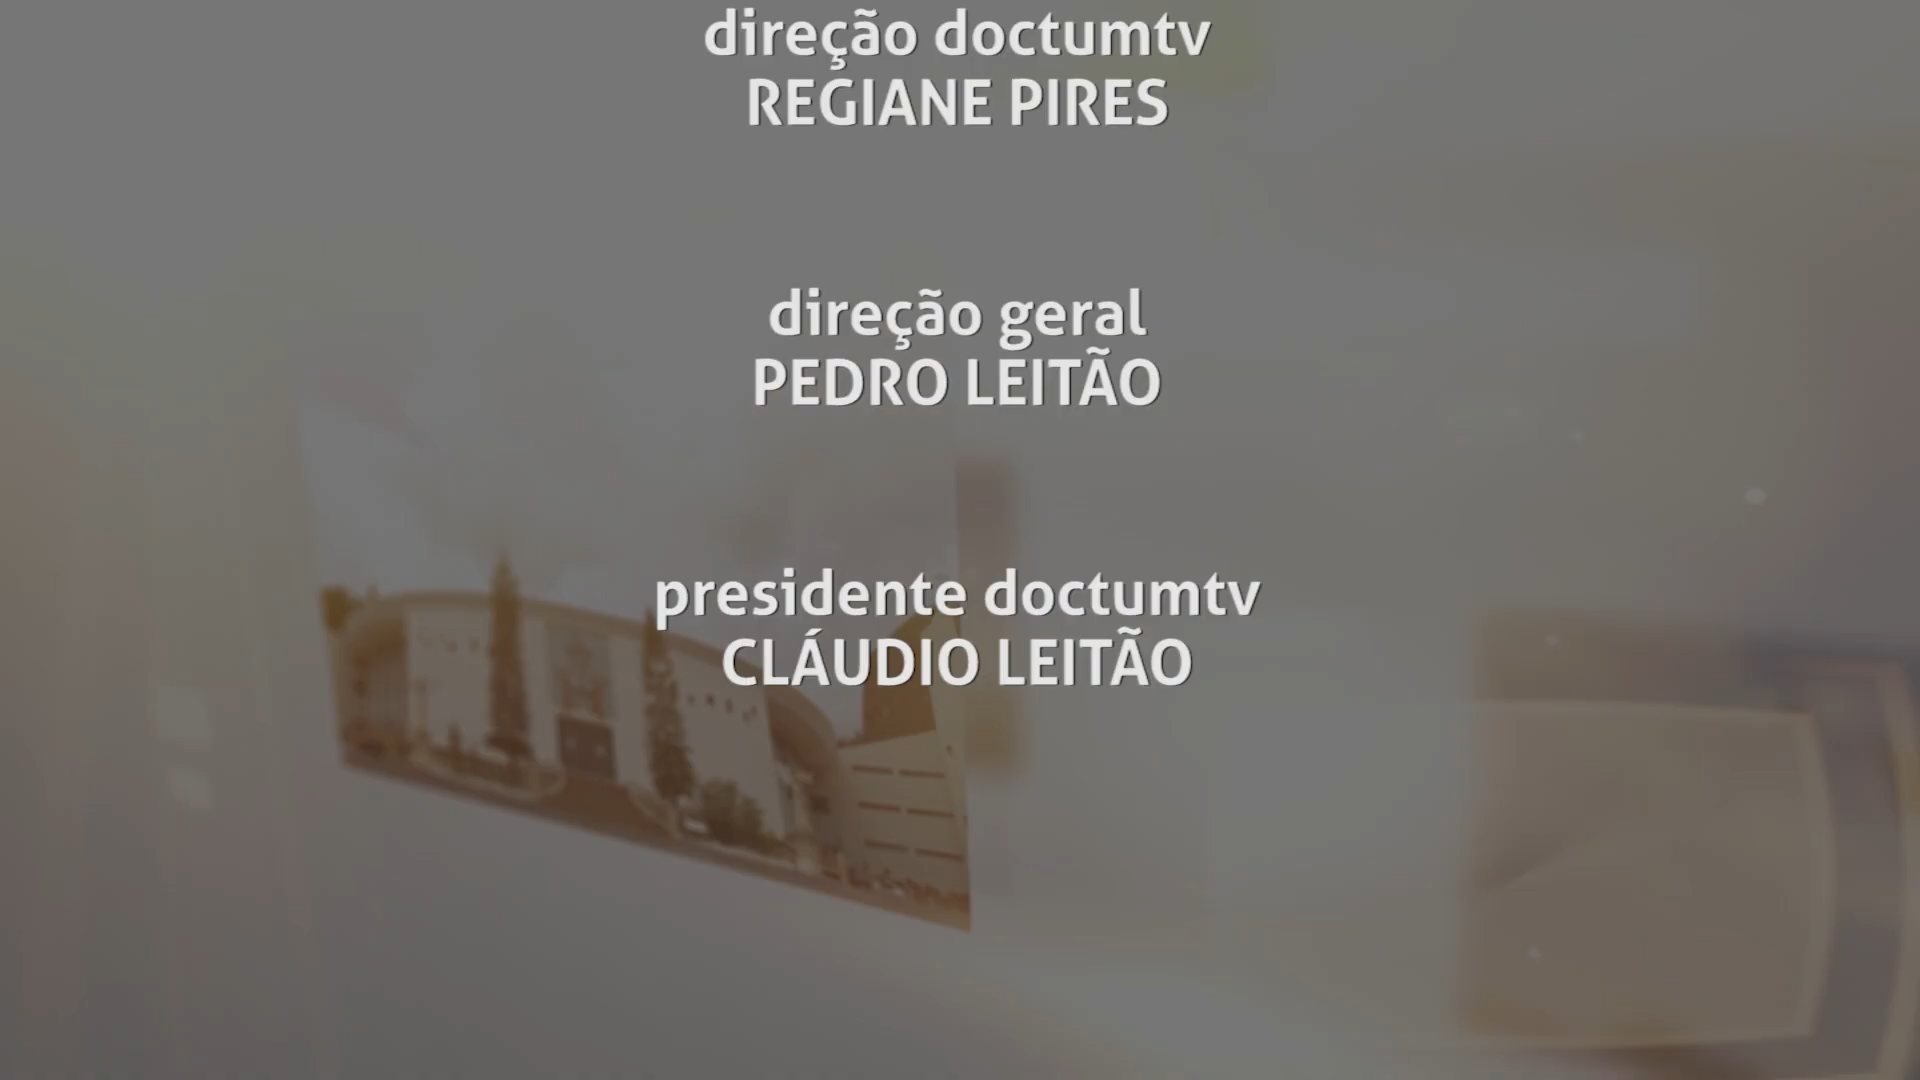 direção doctumtv
REGIANE PIRES
direção geral
PEDRO LEITÃO
presidente doctumtv
CLÁUDIO LEITÃO